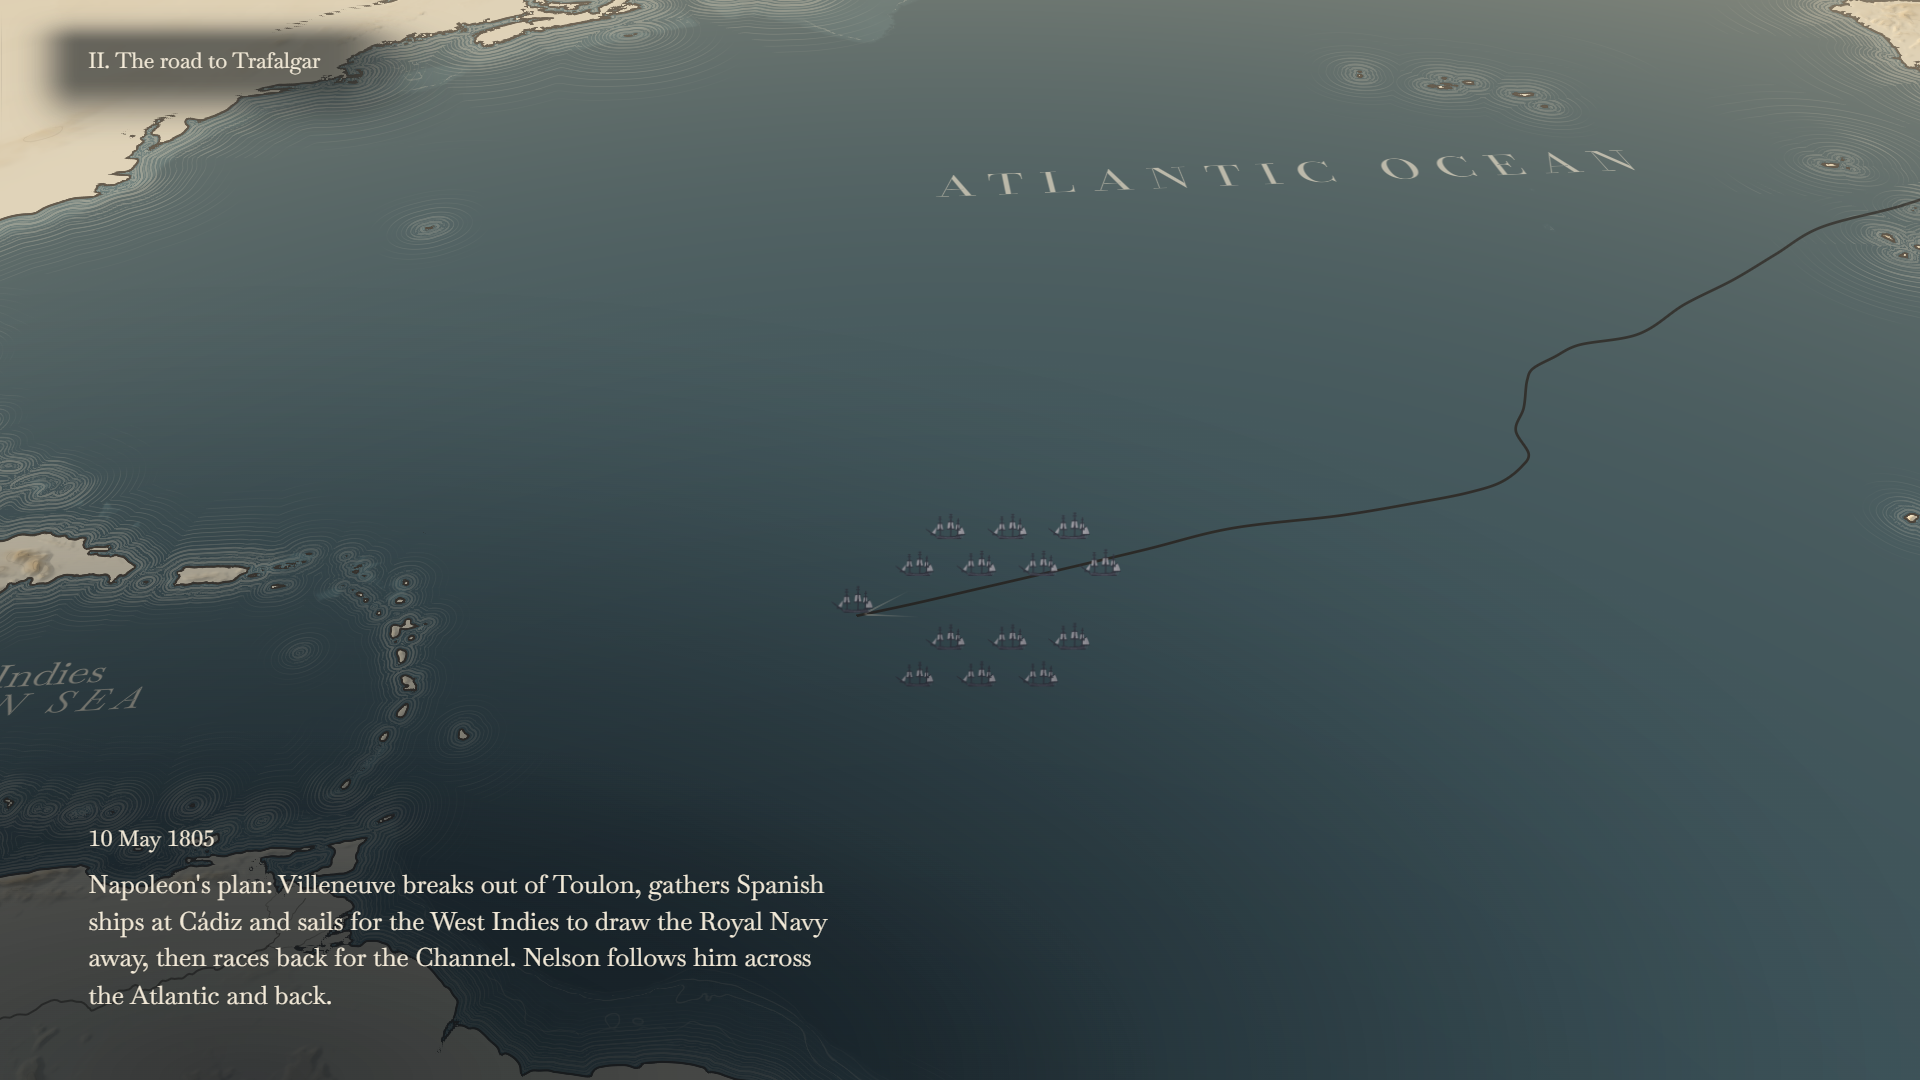 II. The road to Trafalgar
ATLANTIC OCEAN
Indies
N SEA
10 May 1805
Napoleon's plan: Villeneuve breaks out of Toulon, gathers Spanish
ships at Cádiz and sails for the West Indies to draw the Royal Navy
away, then races back for the Channel. Nelson follows him across
the Atlantic and back.